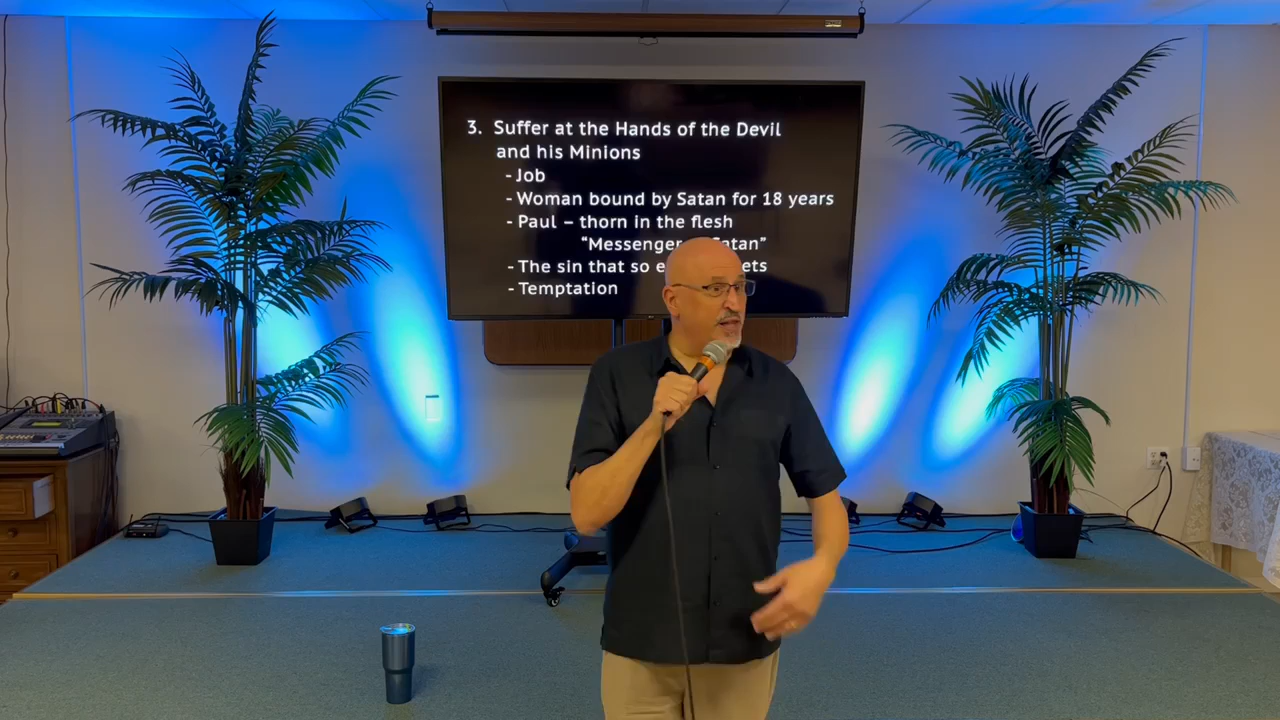 3. Suffer at the Hands of the Devil
and his Minions
- Job
- Woman bound by Satan for 18 years
- Paul – thorn in the flesh
“Messenger Satan”
- The sin that so
- Temptation